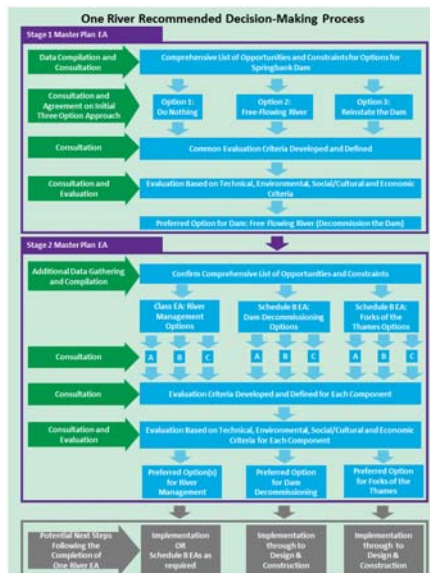 One River Recommended Decision-Making Process
Stage 1 Master Plan EA
Data Compilation and
Consultation
Comprehensive List of Opportunities and Constraints for Options for
Springbank Dam
Consultation and
Agreement on Initial
Three Option Approach
Option 1:
Do Nothing
Option 2:
Free-Flowing River
Option 3:
Reinstate the Dam
Consultation
Common Evaluation Criteria Developed and Defined
Consultation and
Evaluation
Evaluation Based on Technical, Environmental, Social/Cultural and Economic
Criteria
Preferred Option for Dam: Free Flowing River (Decommission the Dam)
Stage 2 Master Plan EA
Additional Data Gathering
and Compilation
Confirm Comprehensive List of Opportunities and Constraints
Class EA: River
Management
Options
Schedule B EA:
Dam Decommissioning
Options
Schedule B EA:
Forks of the
Thames Options
Consultation
A B C
A B C
A B C
Consultation
Evaluation Criteria Developed and Defined for Each Component
Consultation and
Evaluation
Evaluation Based on Technical, Environmental, Social/Cultural and Economic
Criteria for Each Component
Preferred Option(s)
for River
Management
Preferred Option
for Dam
Decommissioning
Preferred Option
for Forks of the
Thames
Potential Next Steps
Following the
Completion of
One River EA
Implementation
OR
Schedule B EAs as
required
Implementation
through to
Design &
Construction
Implementation
through to
Design &
Construction